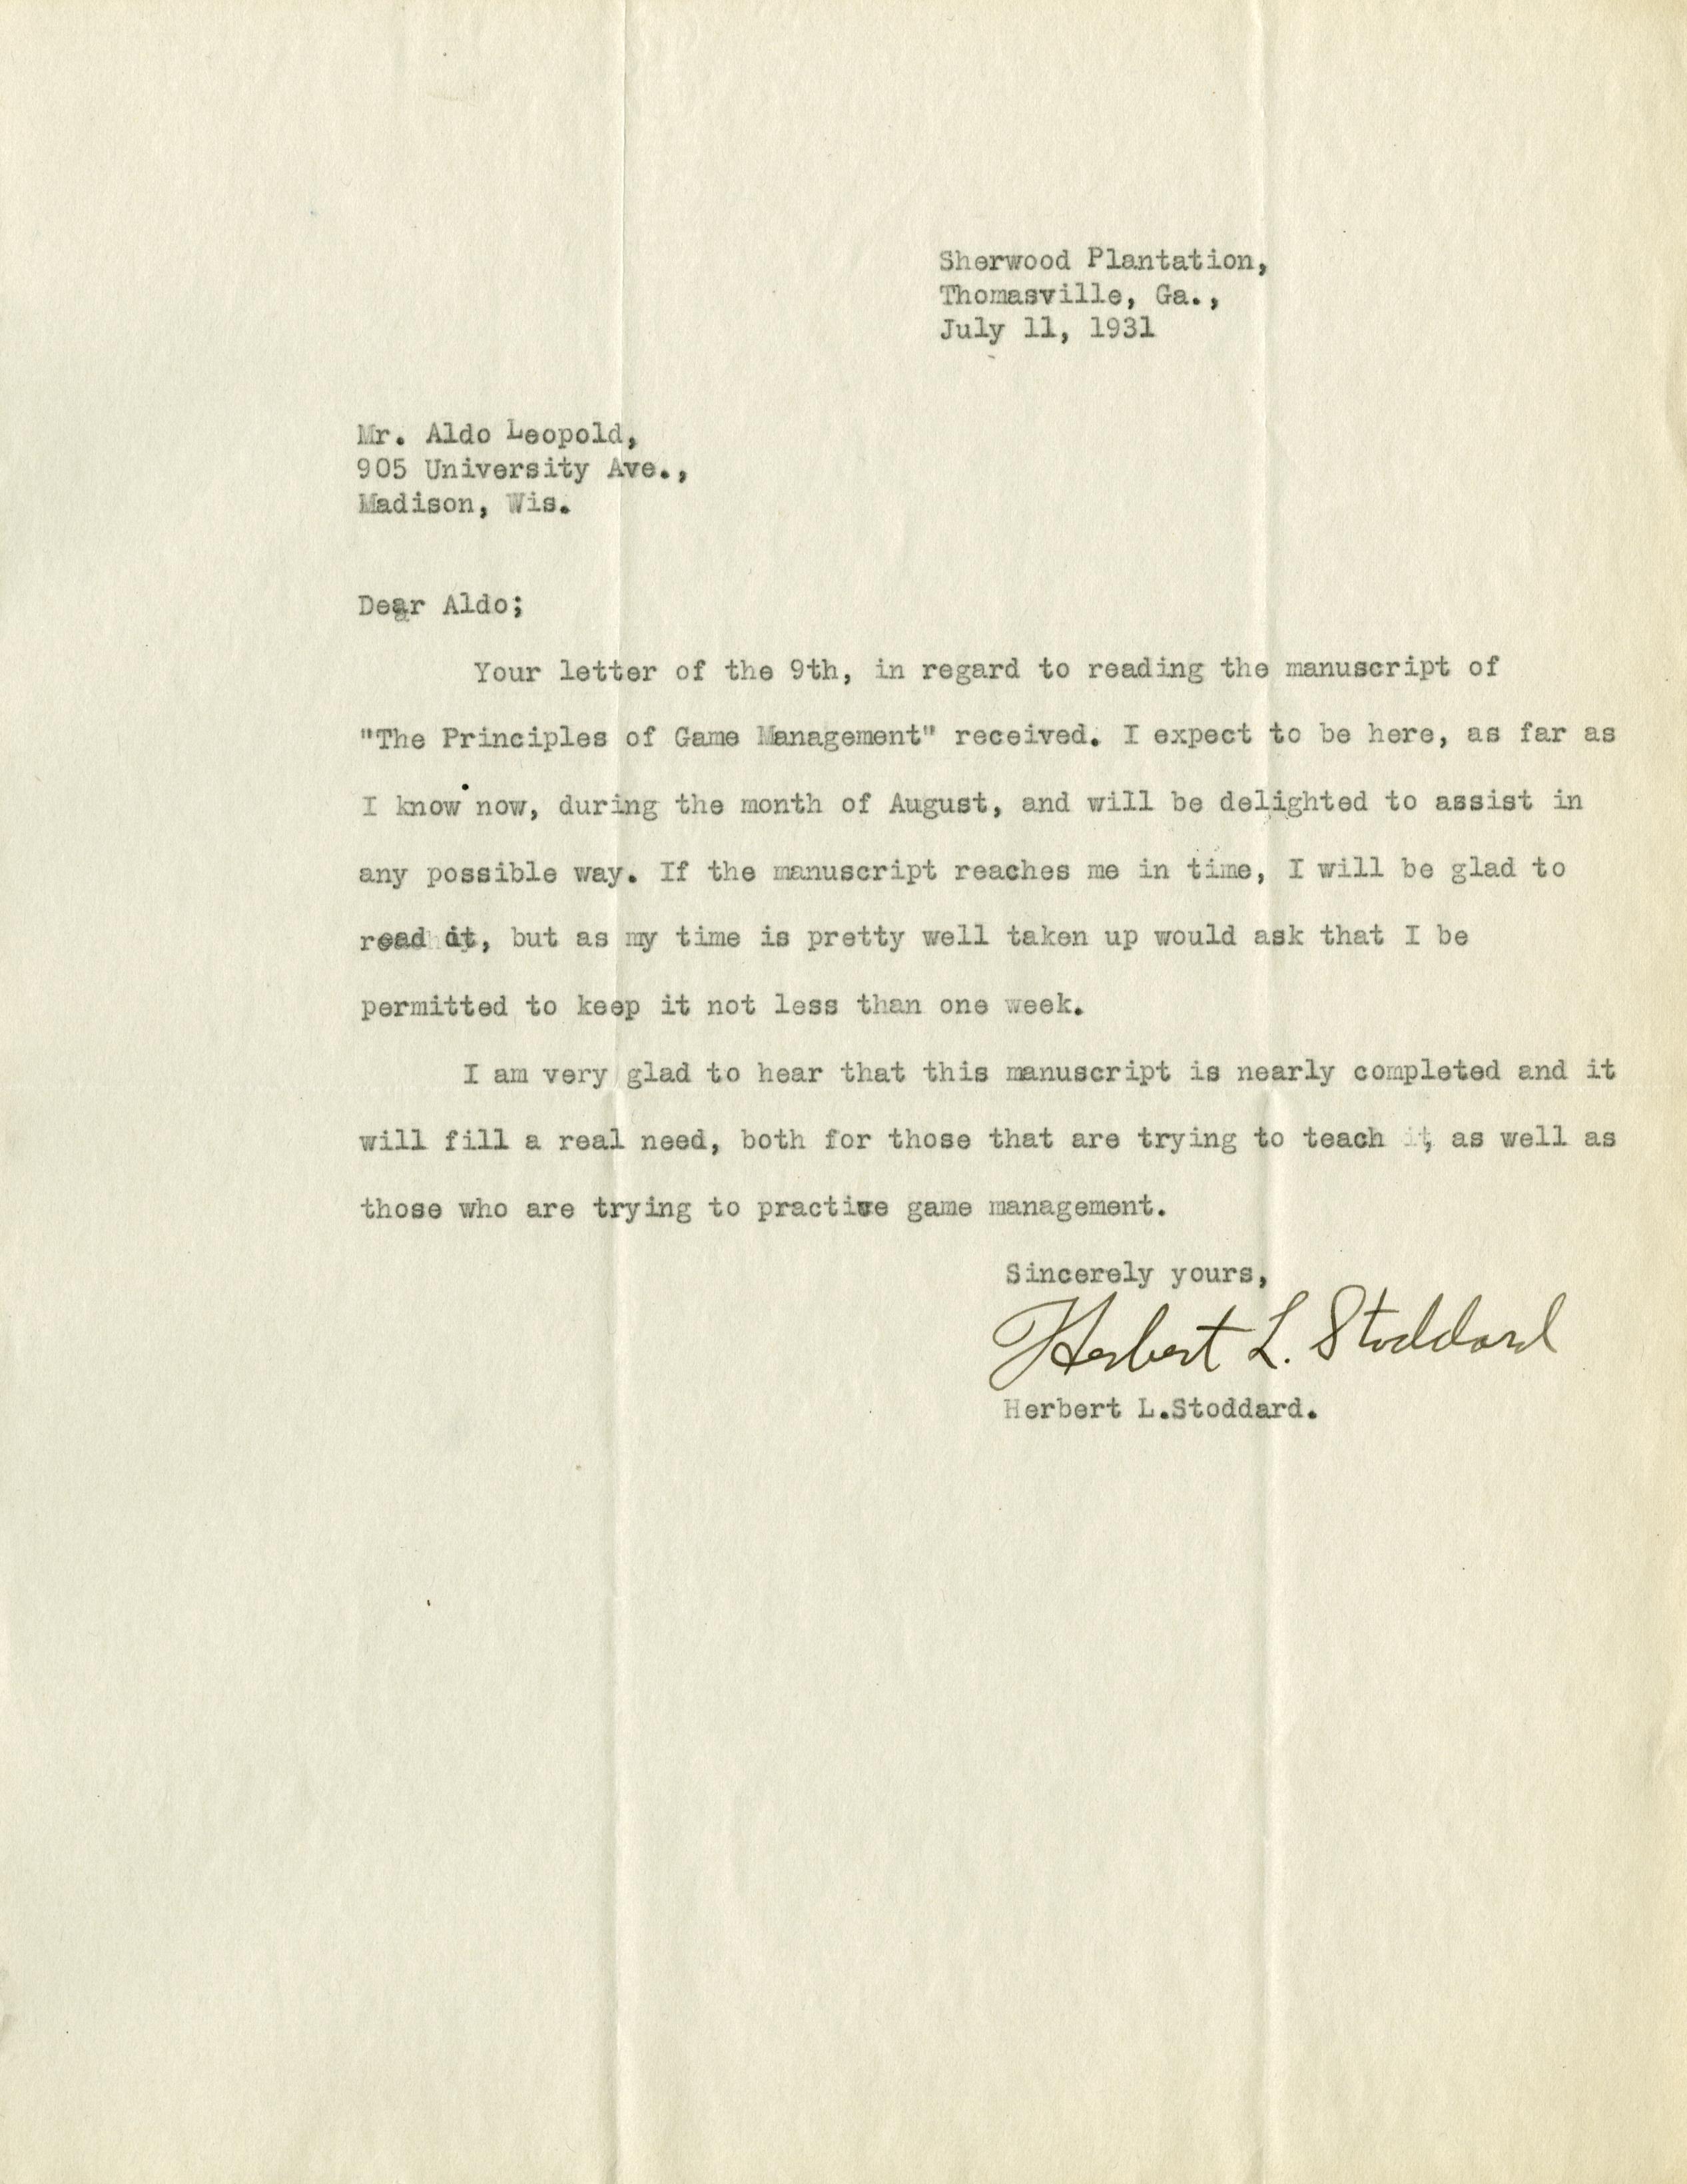 Sherwood Plantation,
Thomasville, Ga.,
July 11, 1931
Mr. Aldo Leopold,
905 University Ave.,
Madison, Wis.
Dear Aldo;
Your letter of the 9th, in regard to reading the manuscript of
"The Principles of Game Management" received. I expect to be here, as far as
I know now, during the month of August, and will be delighted to assist in
any possible way. If the manuscript reaches me in time, I will be glad to
read it, but as my time is pretty well taken up would ask that I be
permitted to keep it not less than one week.
I am very glad to hear that this manuscript is nearly completed and it
will fill a real need, both for those that are trying to teach it, as well as
those who are trying to practice game management.
Sincerely yours,
Herbert L. Stoddard
Herbert L.Stoddard.